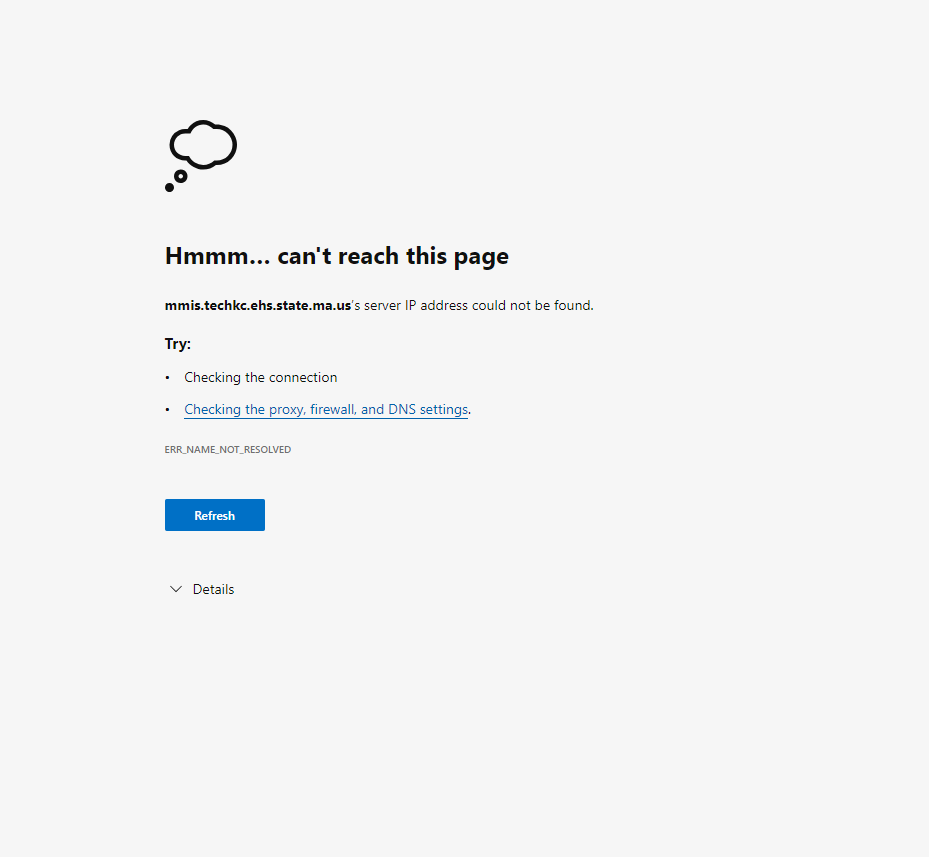 Hmmm... can't reach this page
mmis.techkc.ehs.state.ma.us's server IP address could not be found.
Try:
• Checking the connection
• Checking the proxy, firewall, and DNS settings.
ERR_NAME_NOT_RESOLVED
Refresh
Details